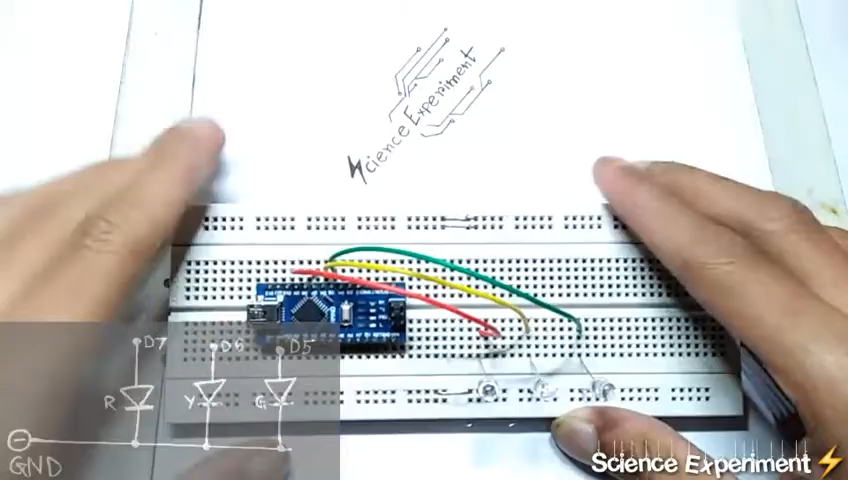 Science Experiment
D7
D6
D5
R
Y
G
GND
Science Experiment